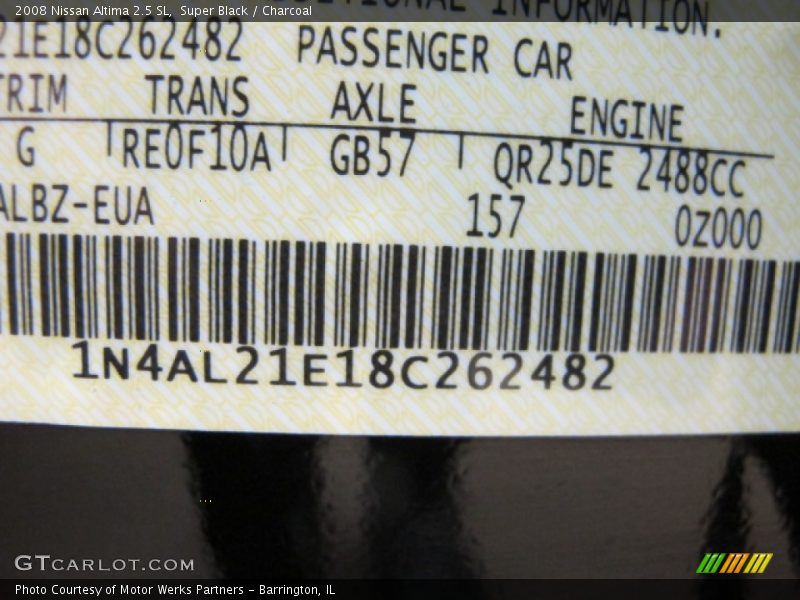 2008 Nissan Altima 2.5 SL, Super Black / Charcoal
INFORMATION.
21E18C262482 PASSENGER CAR
TRIM TRANS AXLE ENGINE
G RE0F10A GB57 QR25DE 2488CC
ALBZ-EUA 157 0Z000
1N4AL21E18C262482
GTCARLOT.COM
Photo Courtesy of Motor Werks Partners – Barrington, IL